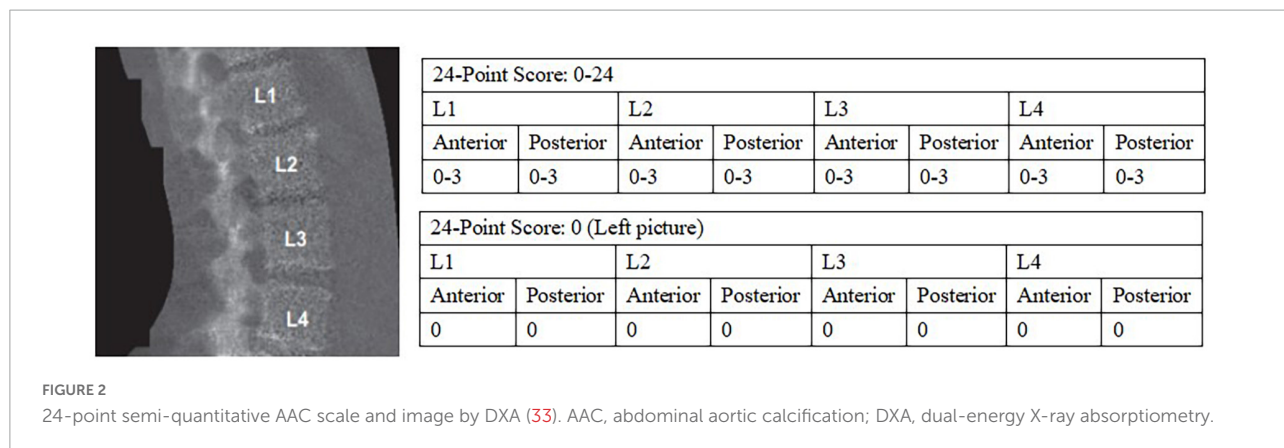 L1
L2
L3
L4
24-Point Score: 0-24
L1 L2 L3 L4
Anterior Posterior Anterior Posterior Anterior Posterior Anterior Posterior
0-3 0-3 0-3 0-3 0-3 0-3 0-3 0-3
24-Point Score: 0 (Left picture)
L1 L2 L3 L4
Anterior Posterior Anterior Posterior Anterior Posterior Anterior Posterior
0 0 0 0 0 0 0 0
FIGURE 2
24-point semi-quantitative AAC scale and image by DXA (33). AAC, abdominal aortic calcification; DXA, dual-energy X-ray absorptiometry.